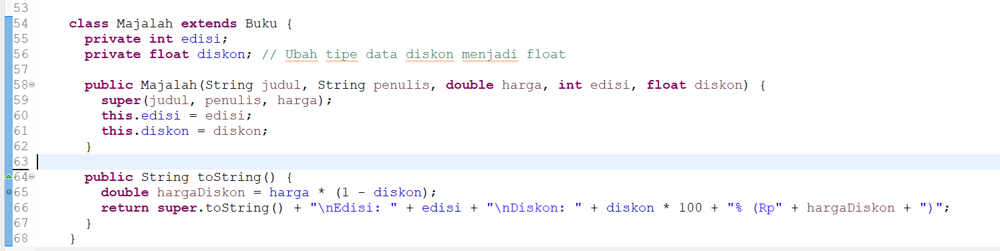 53
54 class Majalah extends Buku {
55 private int edisi;
56 private float diskon; // Ubah tipe data diskon menjadi float
57
58 public Majalah(String judul, String penulis, double harga, int edisi, float diskon) {
59 super(judul, penulis, harga);
60 this.edisi = edisi;
61 this.diskon = diskon;
62 }
63
64 public String toString() {
65 double hargaDiskon = harga * (1 - diskon);
66 return super.toString() + "\nEdisi: " + edisi + "\nDiskon: " + diskon * 100 + "% (Rp" + hargaDiskon + ")";
67 }
68 }